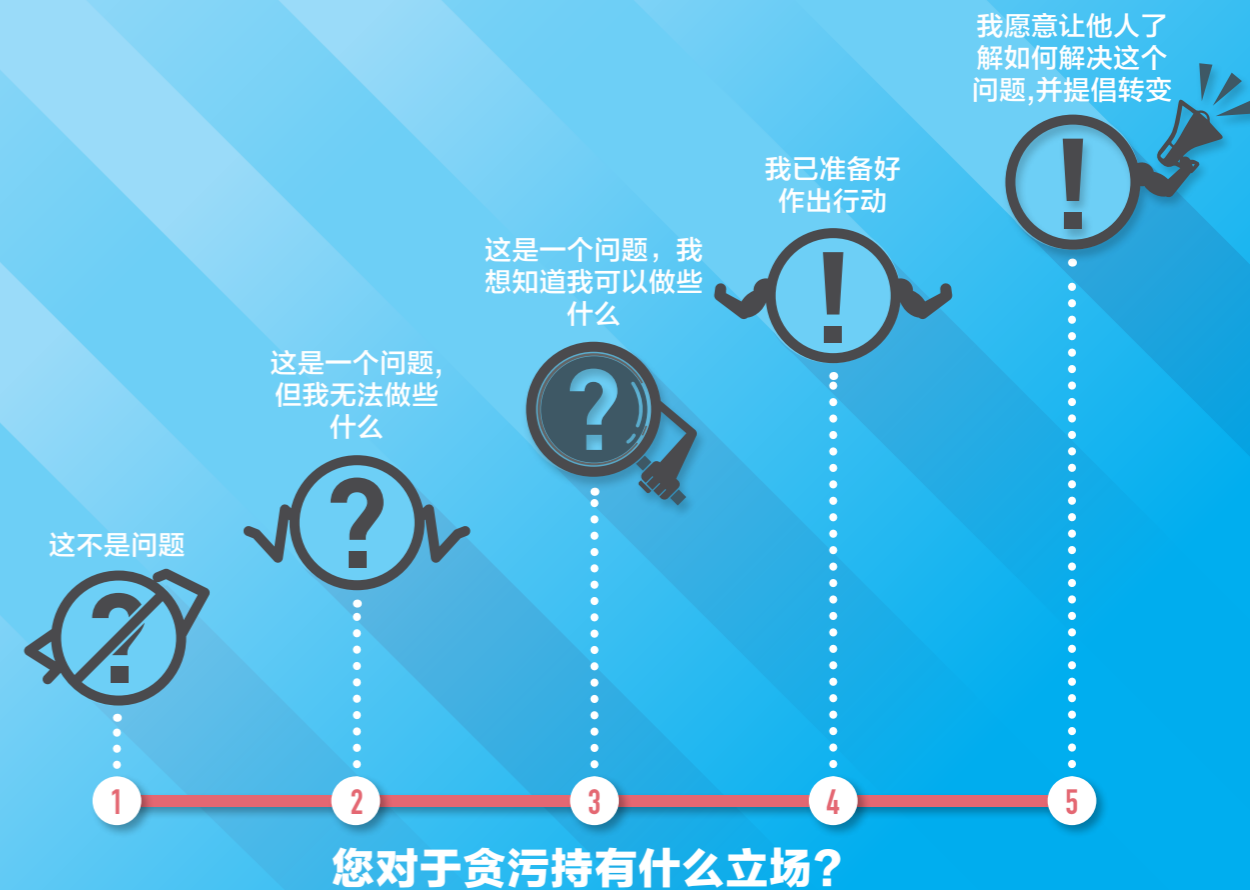 我愿意让他人了
解如何解决这个
问题,并提倡转变
!
我已准备好
作出行动
!
这是一个问题，我
想知道我可以做些
什么
?
这是一个问题,
但我无法做些
什么
?
这不是问题
?
1
2
3
4
5
您对于贪污持有什么立场?